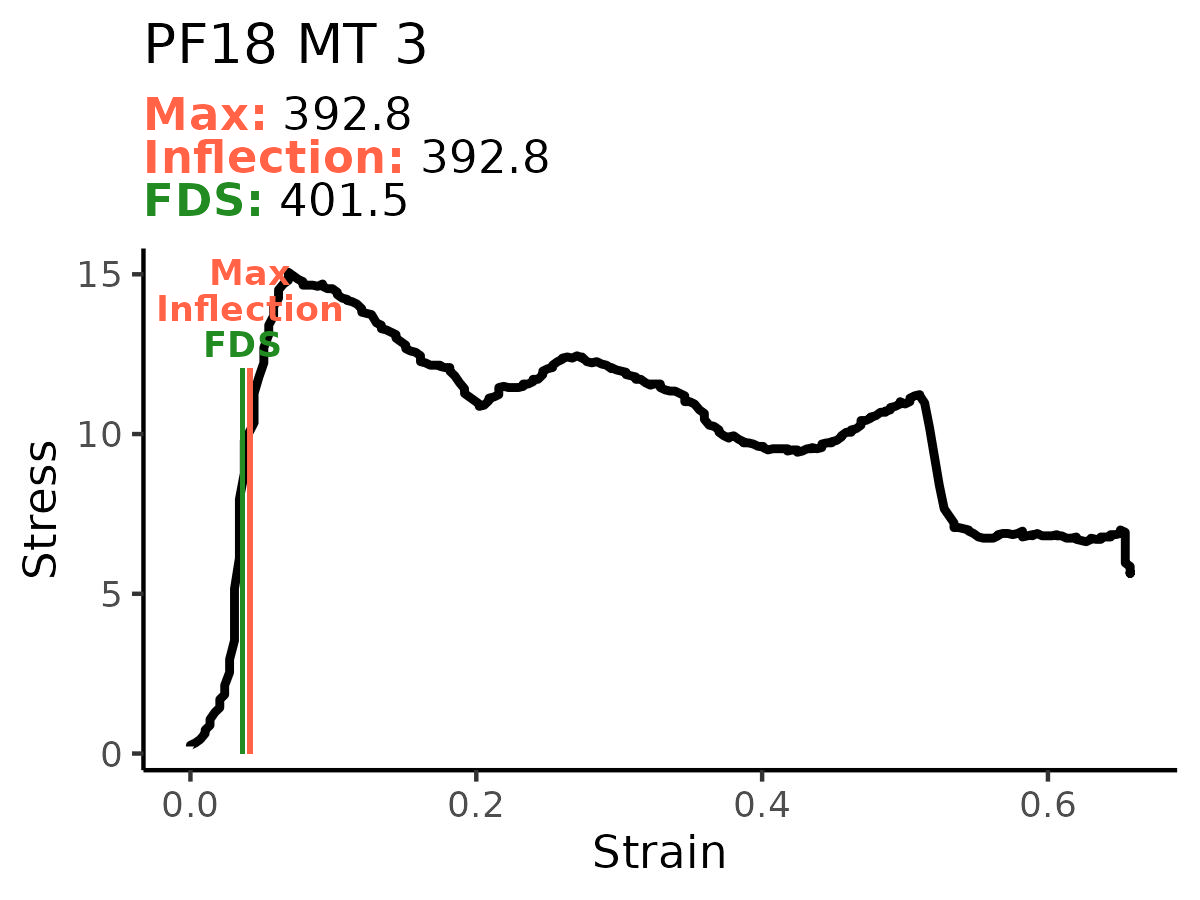 PF18 MT 3
Max: 392.8
Inflection: 392.8
FDS: 401.5
Max
Inflection
FDS
15
10
5
0
Stress
0.0 0.2 0.4 0.6
Strain